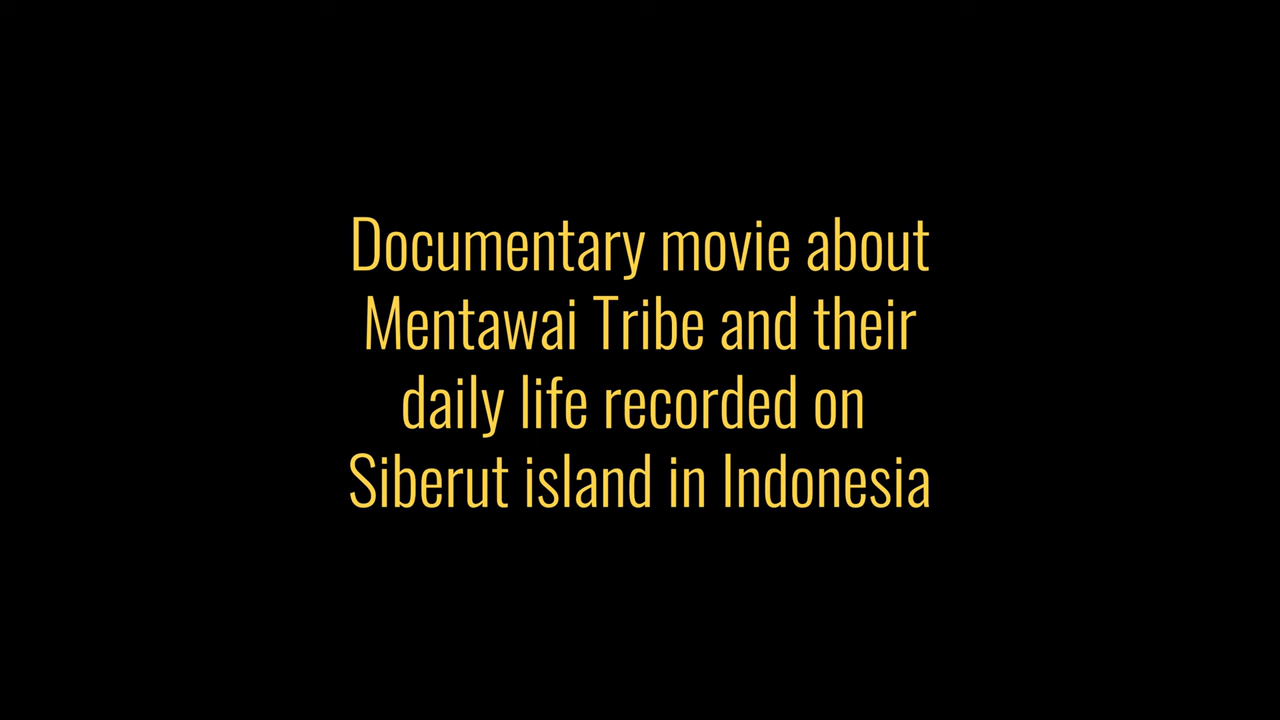 Documentary movie about
Mentawai Tribe and their
daily life recorded on
Siberut island in Indonesia